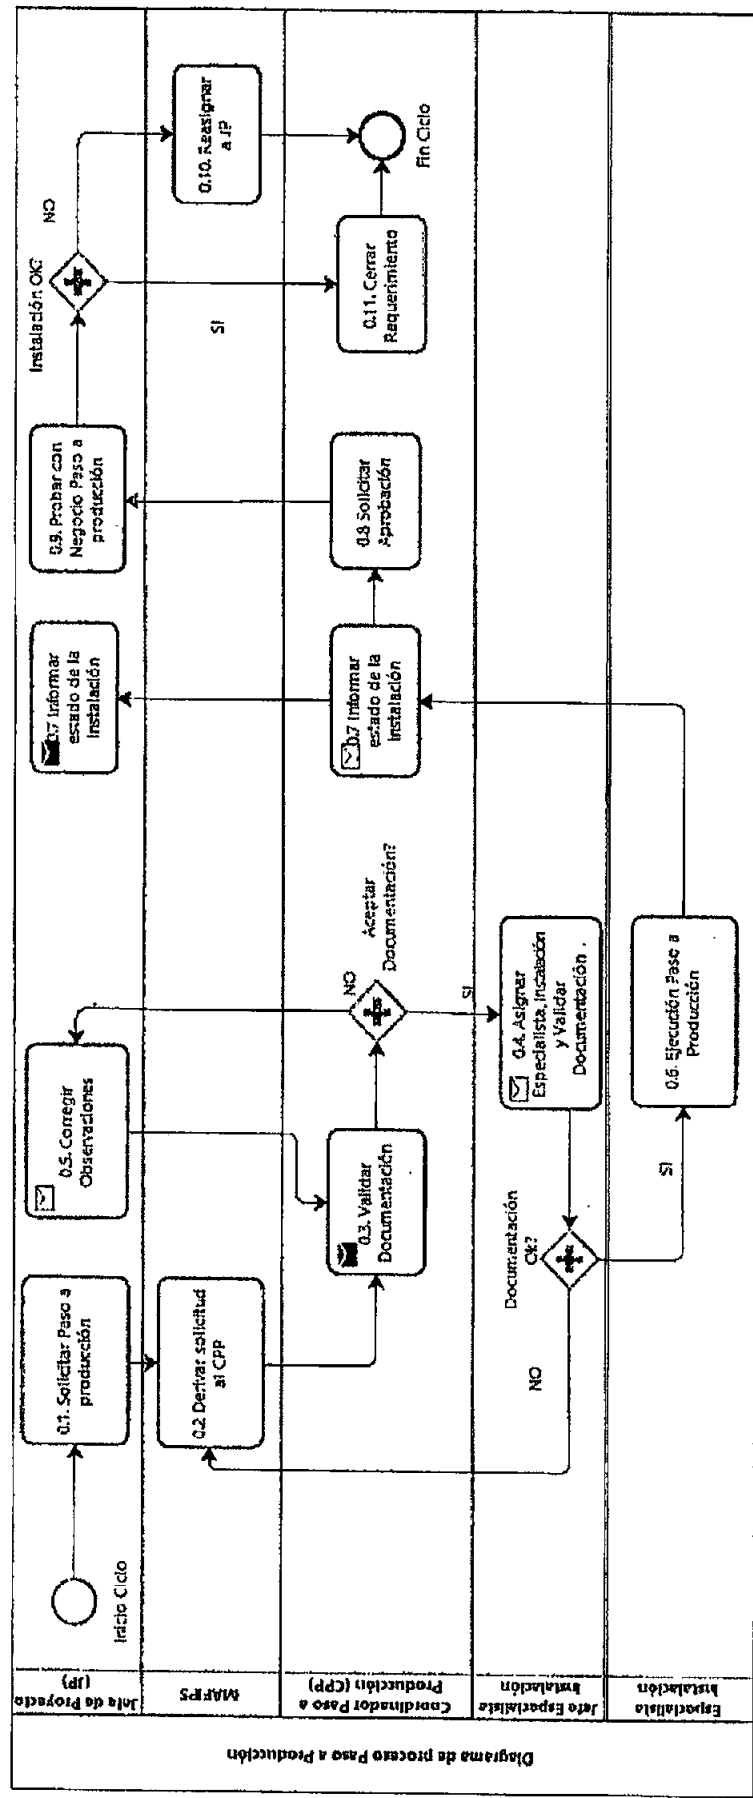 Diagrama de proceso Paso a Producción
Jefe de Proyecto
(JP)
Inicio Ciclo
0.1. Solicitar Paso a
producción
0.5. Corregir
Observaciones
0.7 Informar
estado de la
Instalación
0.9. Probar con
Negocio Paso a
producción
Instalación OK?
NO
SI
MAFIPS
0.2 Derivar solicitud
al CPP
0.10. Reasignar
a JP
Coordinador Paso a
Producción (CPP)
0.3. Validar
Documentación
Aceptar
Documentación?
NO
SI
0.7 Informar
estado de la
Instalación
0.8 Solicitar
Aprobación
0.11. Cerrar
Requerimiento
Fin Ciclo
Jefe Especialista
Instalación
Documentación
Ok?
NO
SI
0.4. Asignar
Especialista, Instalación
y Validar
Documentación .
Especialista
Instalación
0.6. Ejecución Paso a
Producción